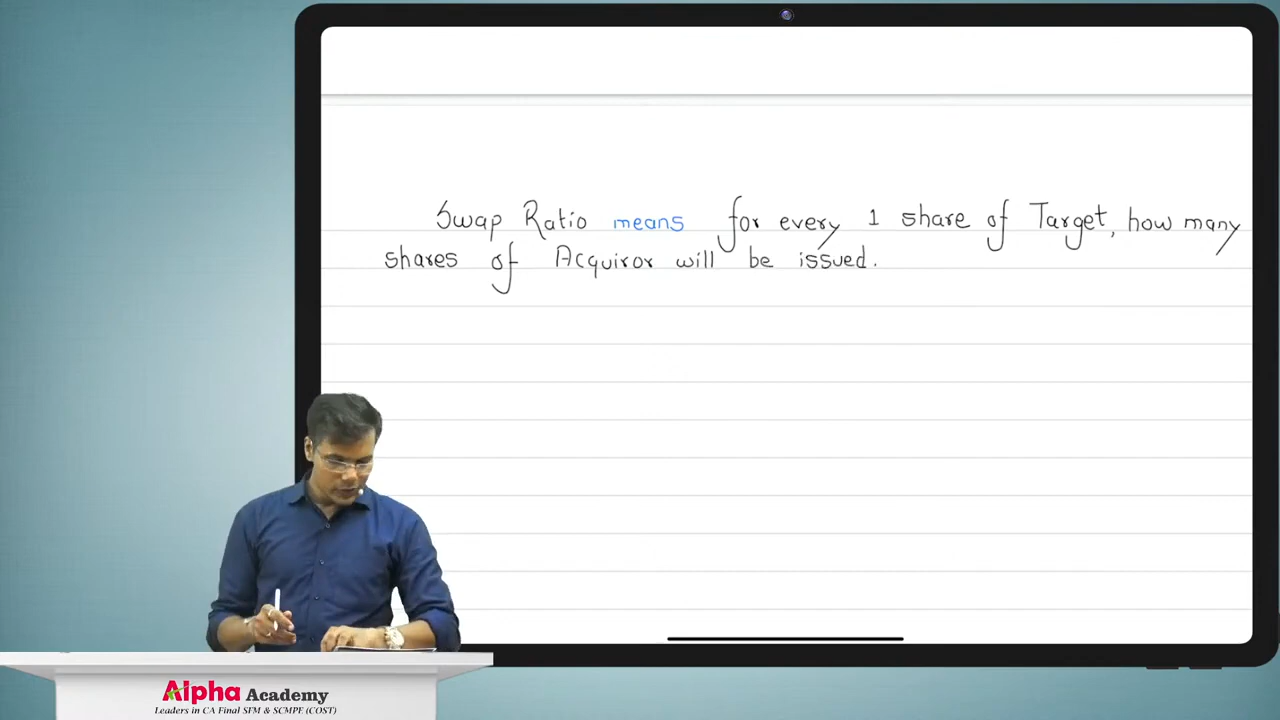 Swap Ratio means for every 1 share of Target, how many
shares of Acquiror will be issued.
Alpha Academy
Leaders in CA Final SFM & SCMPE (COST)